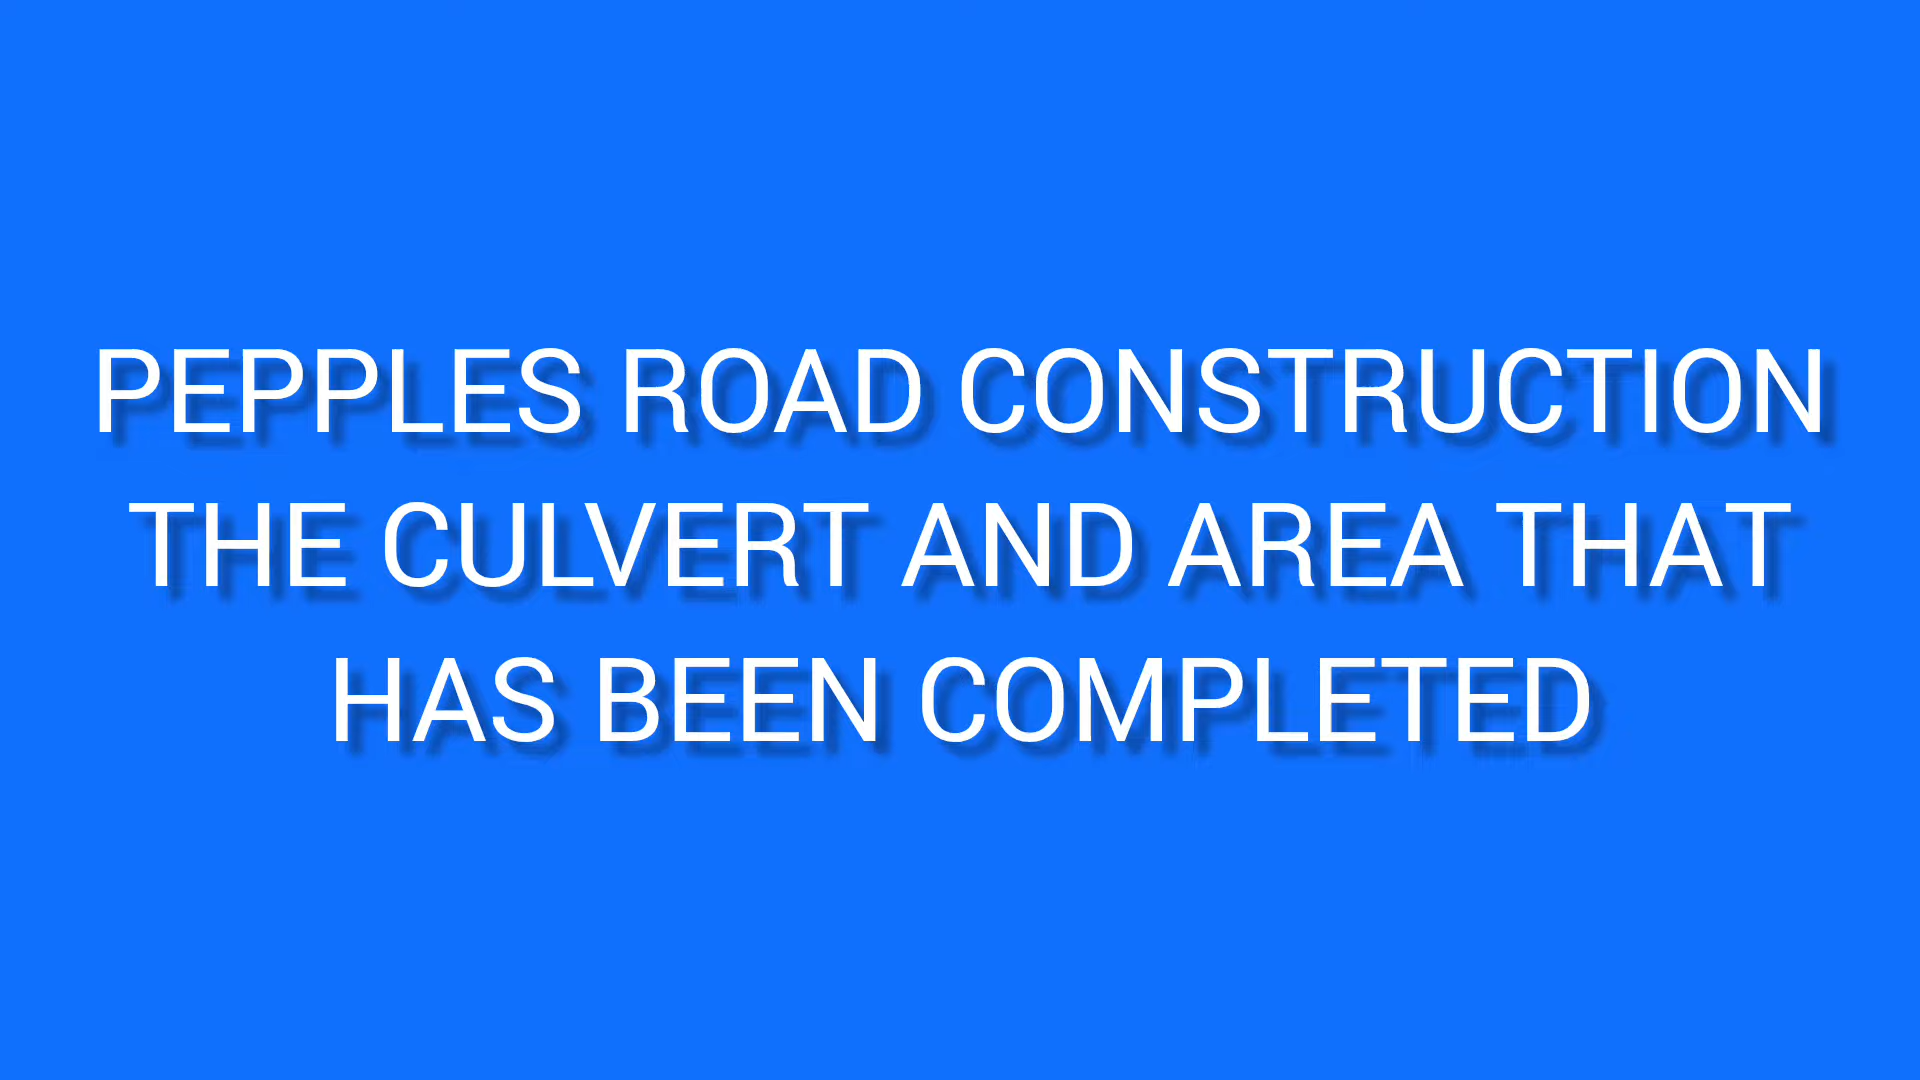 PEPPLES ROAD CONSTRUCTION
THE CULVERT AND AREA THAT
HAS BEEN COMPLETED